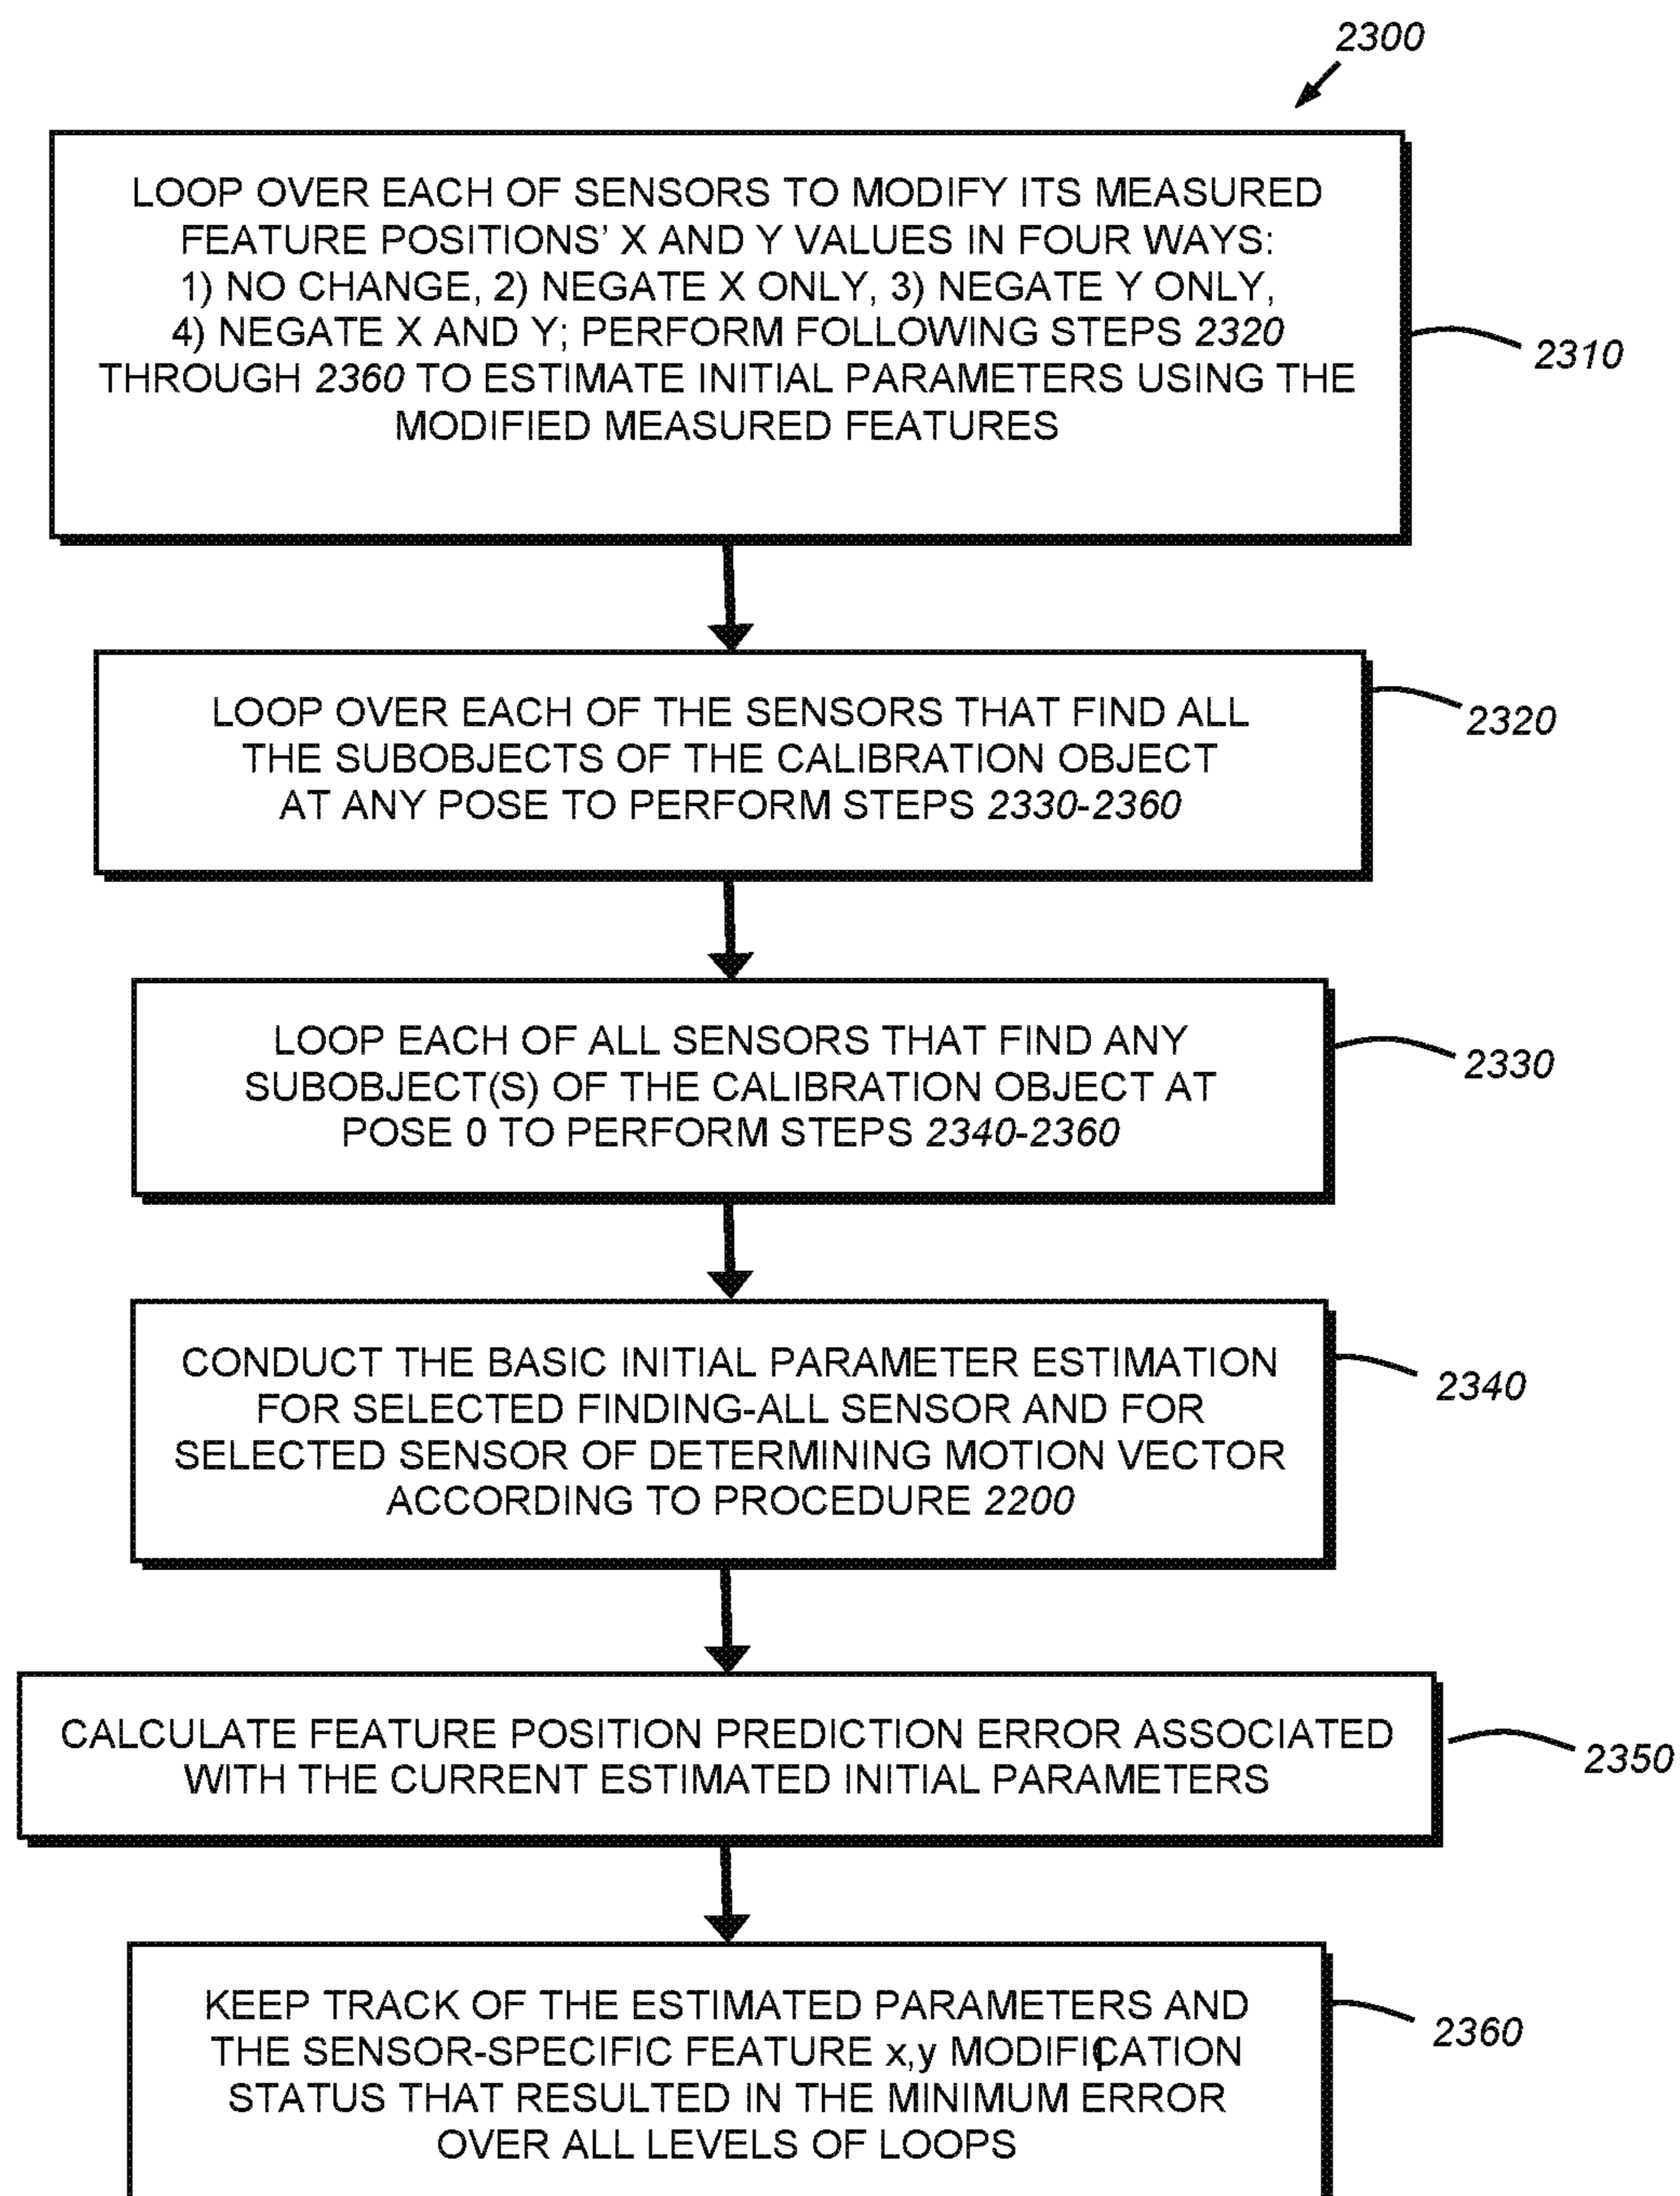 2300
LOOP OVER EACH OF SENSORS TO MODIFY ITS MEASURED
FEATURE POSITIONS' X AND Y VALUES IN FOUR WAYS:
1) NO CHANGE, 2) NEGATE X ONLY, 3) NEGATE Y ONLY,
4) NEGATE X AND Y; PERFORM FOLLOWING STEPS 2320
THROUGH 2360 TO ESTIMATE INITIAL PARAMETERS USING THE
MODIFIED MEASURED FEATURES
2310
LOOP OVER EACH OF THE SENSORS THAT FIND ALL
THE SUBOBJECTS OF THE CALIBRATION OBJECT
AT ANY POSE TO PERFORM STEPS 2330-2360
2320
LOOP EACH OF ALL SENSORS THAT FIND ANY
SUBOBJECT(S) OF THE CALIBRATION OBJECT AT
POSE 0 TO PERFORM STEPS 2340-2360
2330
CONDUCT THE BASIC INITIAL PARAMETER ESTIMATION
FOR SELECTED FINDING-ALL SENSOR AND FOR
SELECTED SENSOR OF DETERMINING MOTION VECTOR
ACCORDING TO PROCEDURE 2200
2340
CALCULATE FEATURE POSITION PREDICTION ERROR ASSOCIATED
WITH THE CURRENT ESTIMATED INITIAL PARAMETERS
2350
KEEP TRACK OF THE ESTIMATED PARAMETERS AND
THE SENSOR-SPECIFIC FEATURE x,y MODIFICATION
STATUS THAT RESULTED IN THE MINIMUM ERROR
OVER ALL LEVELS OF LOOPS
2360